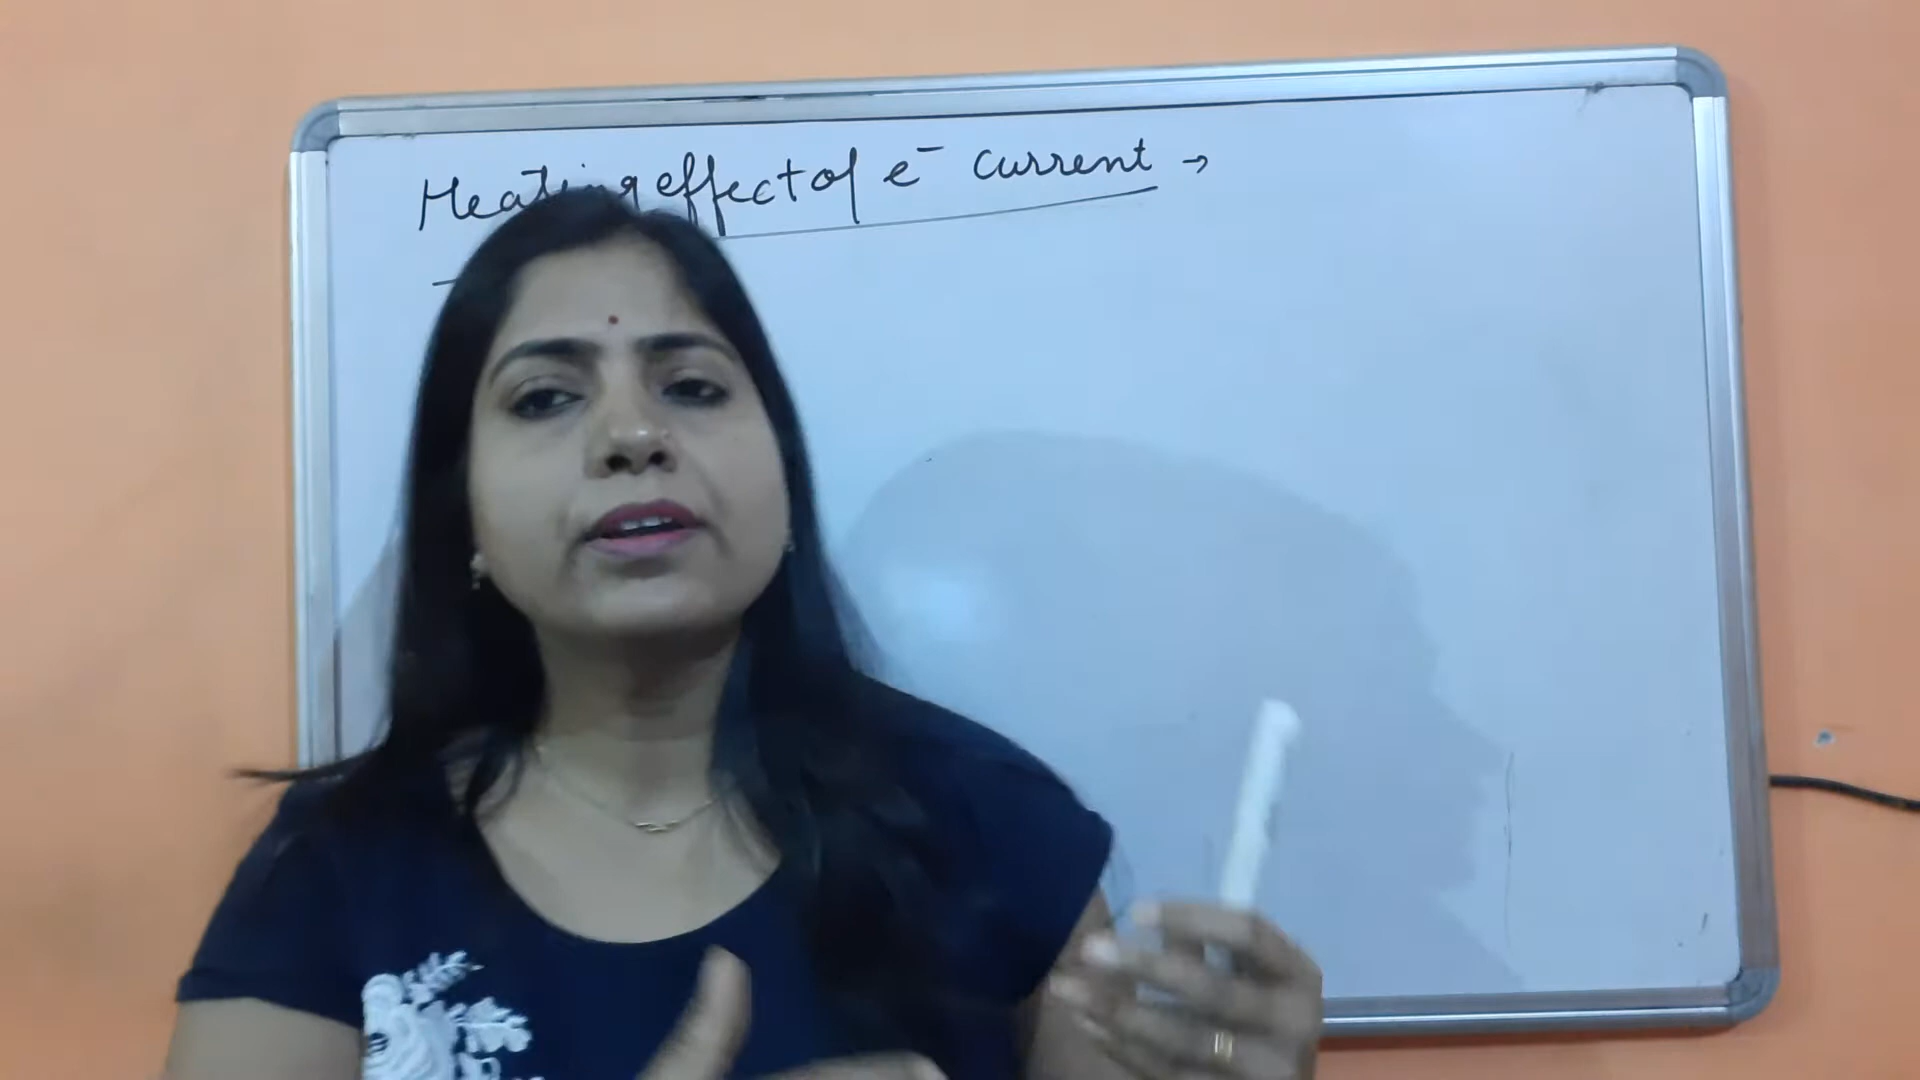 Heating effect of e⁻ current →